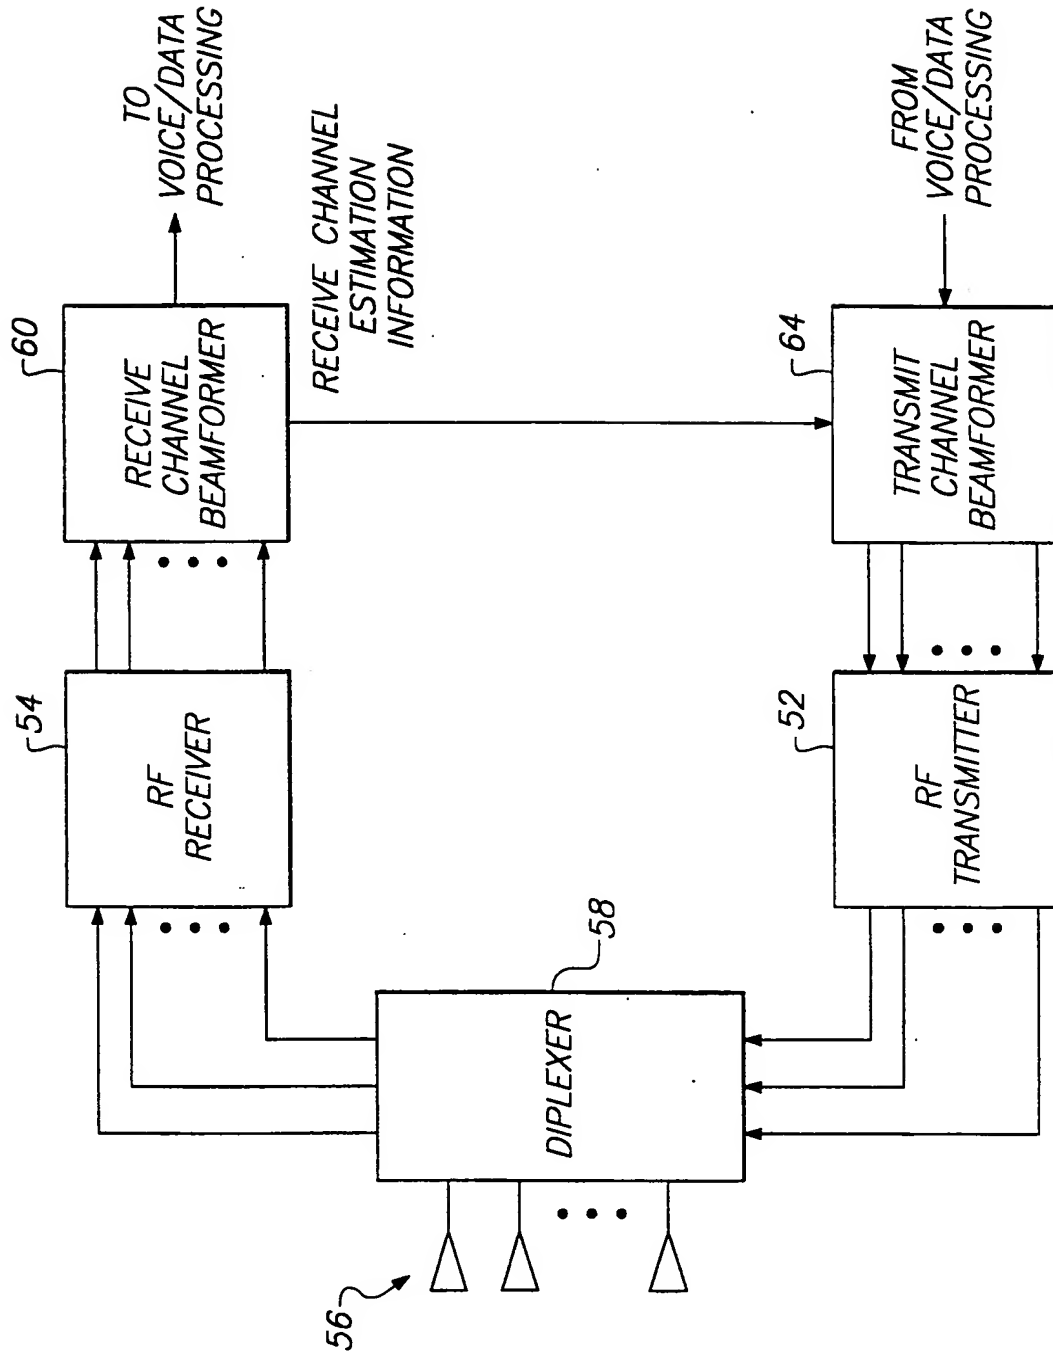 56
DIPLEXER
58
54
RF
RECEIVER
60
RECEIVE
CHANNEL
BEAMFORMER
TO
VOICE/DATA
PROCESSING
RECEIVE CHANNEL
ESTIMATION
INFORMATION
52
RF
TRANSMITTER
64
TRANSMIT
CHANNEL
BEAMFORMER
FROM
VOICE/DATA
PROCESSING